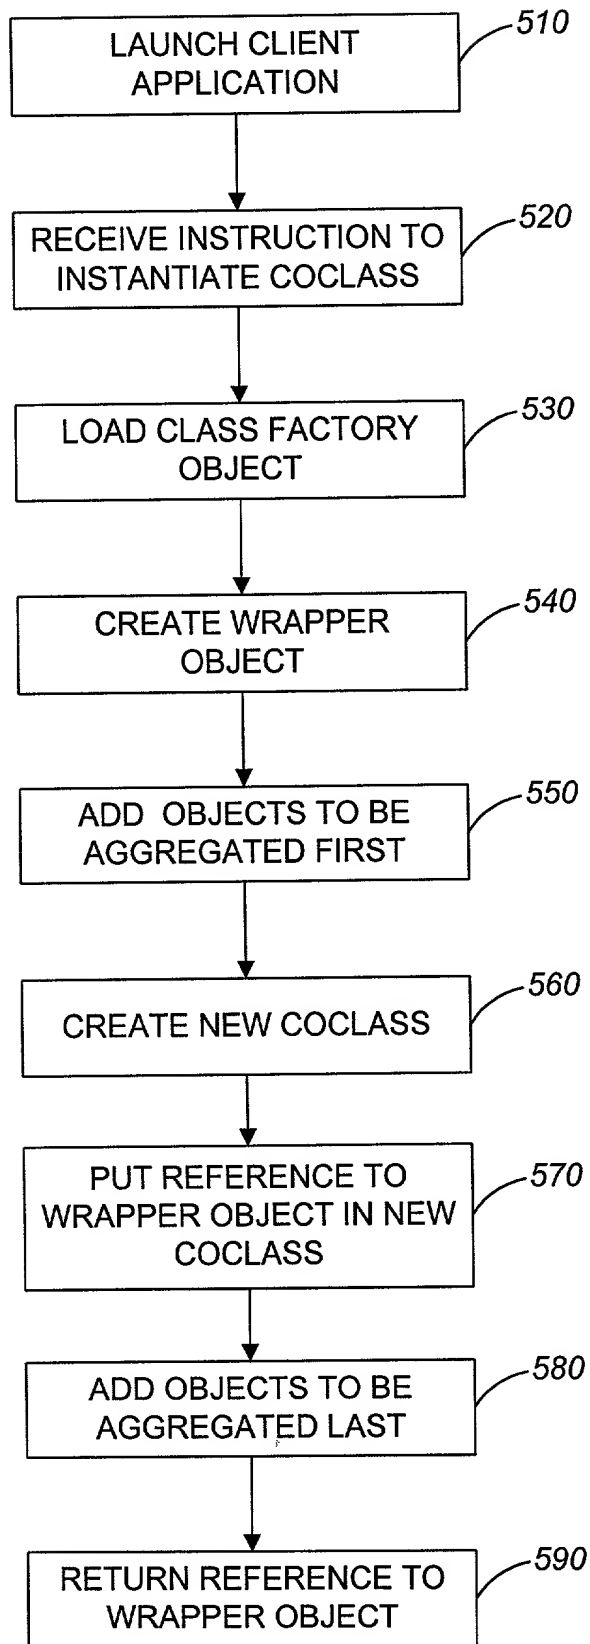 510
LAUNCH CLIENT
APPLICATION
520
RECEIVE INSTRUCTION TO
INSTANTIATE COCLASS
530
LOAD CLASS FACTORY
OBJECT
540
CREATE WRAPPER
OBJECT
550
ADD OBJECTS TO BE
AGGREGATED FIRST
560
CREATE NEW COCLASS
570
PUT REFERENCE TO
WRAPPER OBJECT IN NEW
COCLASS
580
ADD OBJECTS TO BE
AGGREGATED LAST
590
RETURN REFERENCE TO
WRAPPER OBJECT